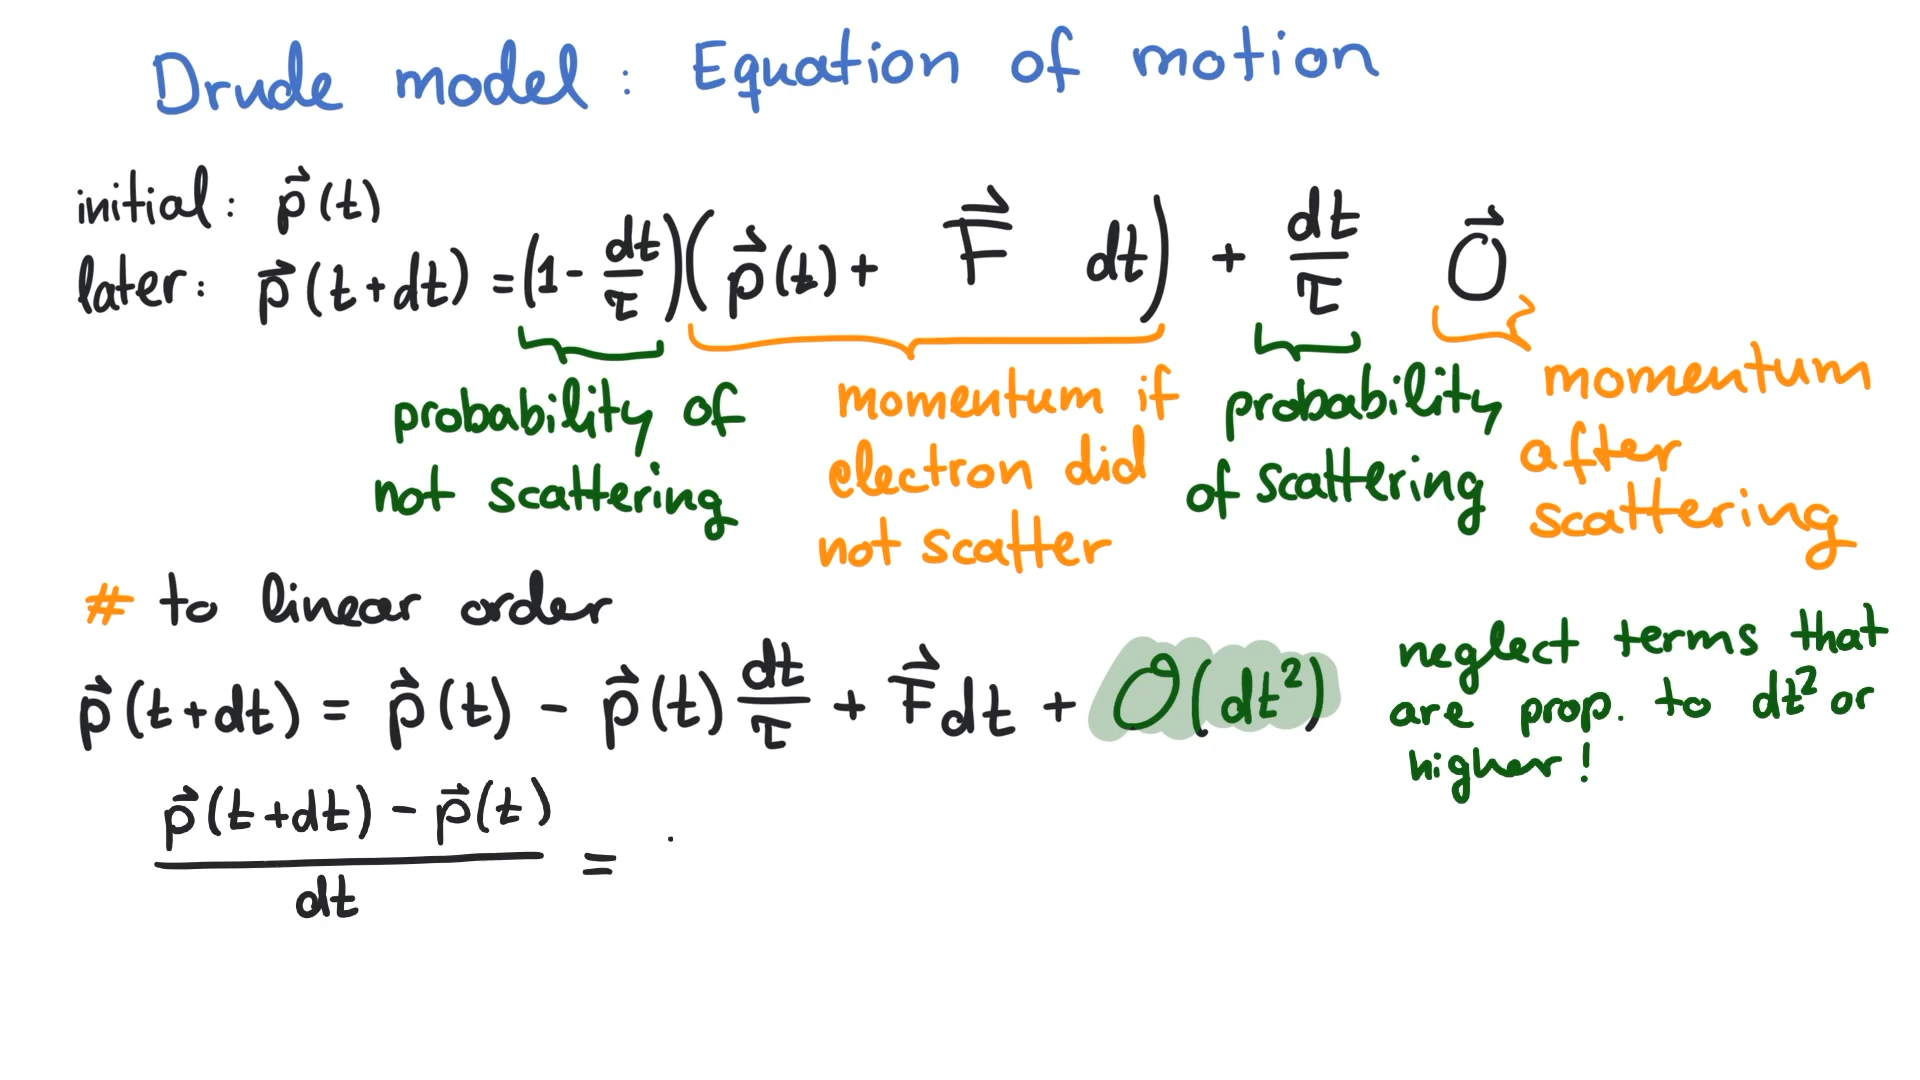 Drude model: Equation of motion
initial: p⃗(t)
later: p⃗(t+dt) = (1 - dt/τ)(p⃗(t) + F⃗ dt) + dt/τ 0⃗
probability of
not scattering
momentum if
electron did
not scatter
probability
of scattering
momentum
after
scattering
# to linear order
p⃗(t+dt) = p⃗(t) - p⃗(t) dt/τ + F⃗dt + O(dt²)
neglect terms that
are prop. to dt² or
higher!
(p⃗(t+dt) - p⃗(t))/dt =